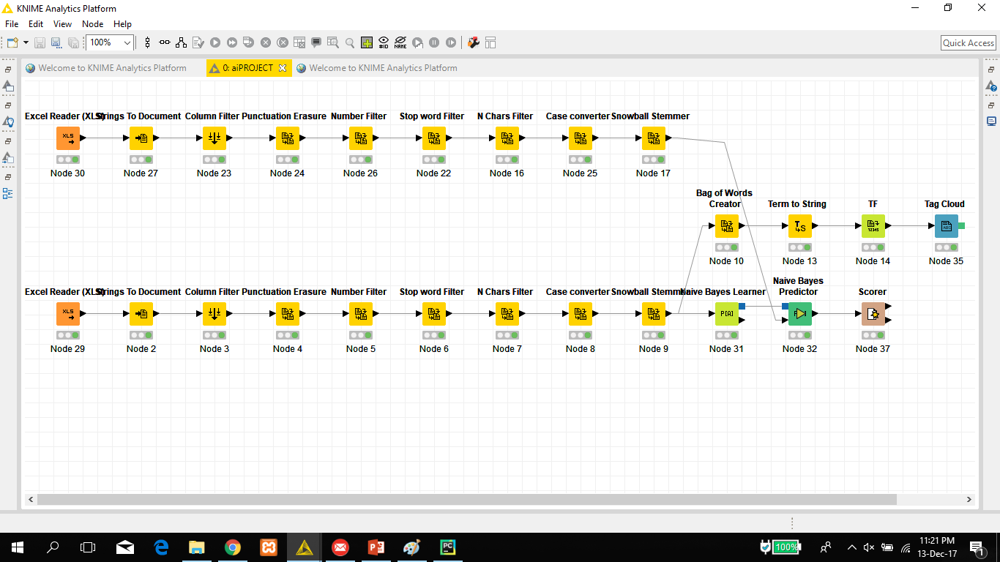 KNIME Analytics Platform
File Edit View Node Help
100% #ID NAME Quick Access
Welcome to KNIME Analytics Platform 0: aiPROJECT Welcome to KNIME Analytics Platform
Excel Reader (XLS) Strings To Document Column Filter Punctuation Erasure Number Filter Stop word Filter N Chars Filter Case converter Snowball Stemmer
XLS
Node 30 Node 27 Node 23 Node 24 Node 26 Node 22 Node 16 Node 25 Node 17
Bag of Words
Creator Term to String TF Tag Cloud
T S 12345 ABC
Node 10 Node 13 Node 14 Node 35
Naive Bayes
Excel Reader (XLS) Strings To Document Column Filter Punctuation Erasure Number Filter Stop word Filter N Chars Filter Case converter Snowball Stemmer Naive Bayes Learner Predictor Scorer
XLS P[A]
Node 29 Node 2 Node 3 Node 4 Node 5 Node 6 Node 7 Node 8 Node 9 Node 31 Node 32 Node 37
PC 100% 11:21 PM
13-Dec-17 1